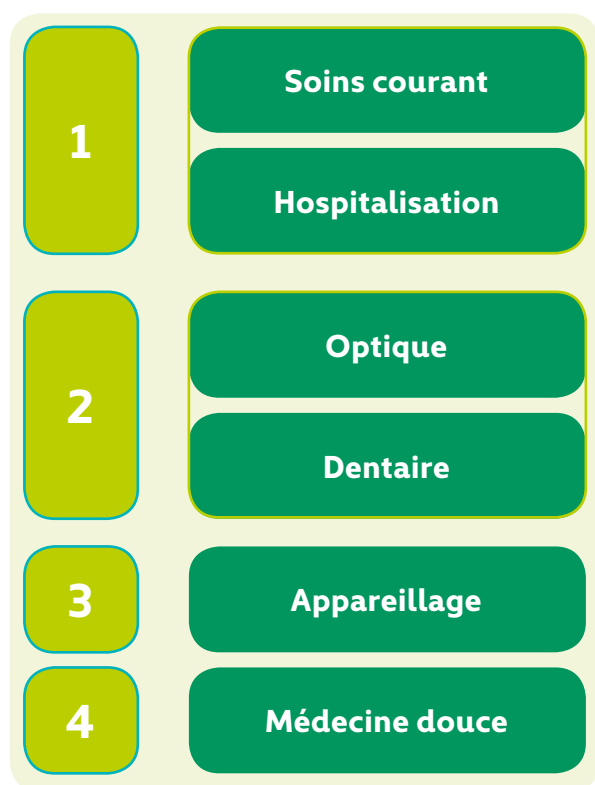 1
Soins courant
Hospitalisation
2
Optique
Dentaire
3
Appareillage
4
Médecine douce